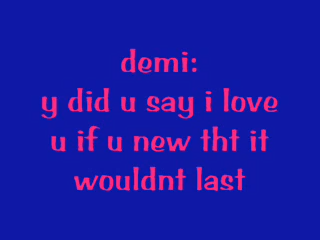 demi:
y did u say i love
u if u new tht it
wouldnt last